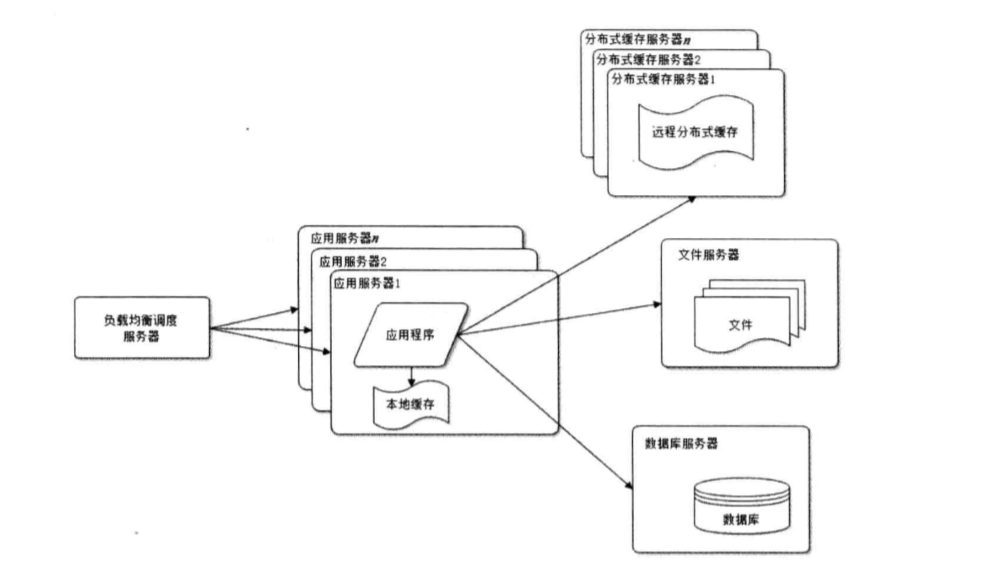 分布式缓存服务器n
分布式缓存服务器2
分布式缓存服务器1
远程分布式缓存
应用服务器n
应用服务器2
应用服务器1
文件服务器
负载均衡调度
服务器
应用程序
文件
本地缓存
数据库服务器
数据库